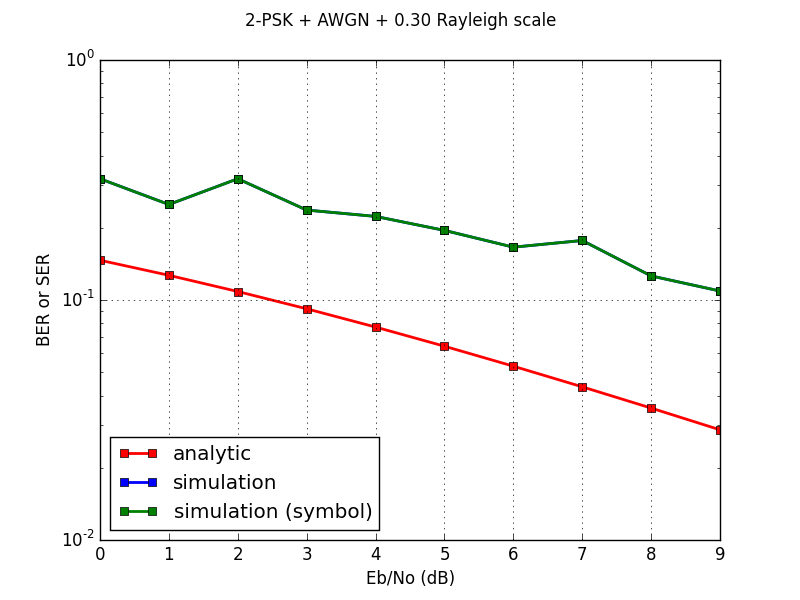 2-PSK + AWGN + 0.30 Rayleigh scale
10^0
10^-1
10^-2
BER or SER
analytic
simulation
simulation (symbol)
0 1 2 3 4 5 6 7 8 9
Eb/No (dB)